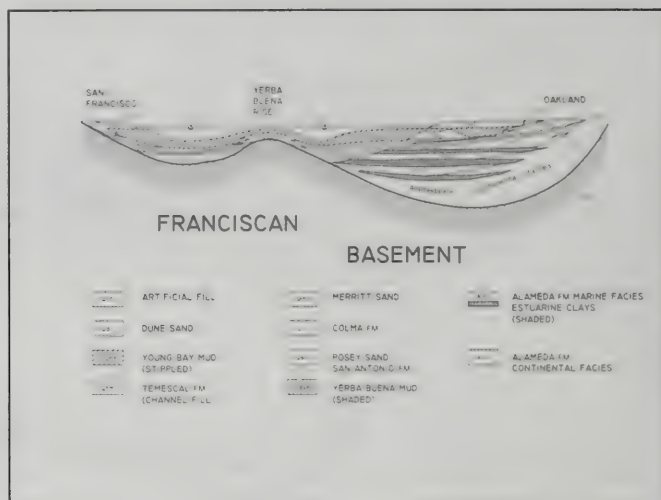 SAN
FRANCISCO
YERBA
BUENA
RISE
OAKLAND
FRANCISCAN
BASEMENT
ARTIFICIAL FILL
DUNE SAND
YOUNG BAY MUD
(STIPPLED)
TEMESCAL FM
(CHANNEL FILL)
MERRITT SAND
COLMA FM
POSEY SAND
SAN ANTONIO FM
YERBA BUENA MUD
(SHADED)
ALAMEDA FM MARINE FACIES
ESTUARINE CLAYS
(SHADED)
ALAMEDA FM
CONTINENTAL FACIES